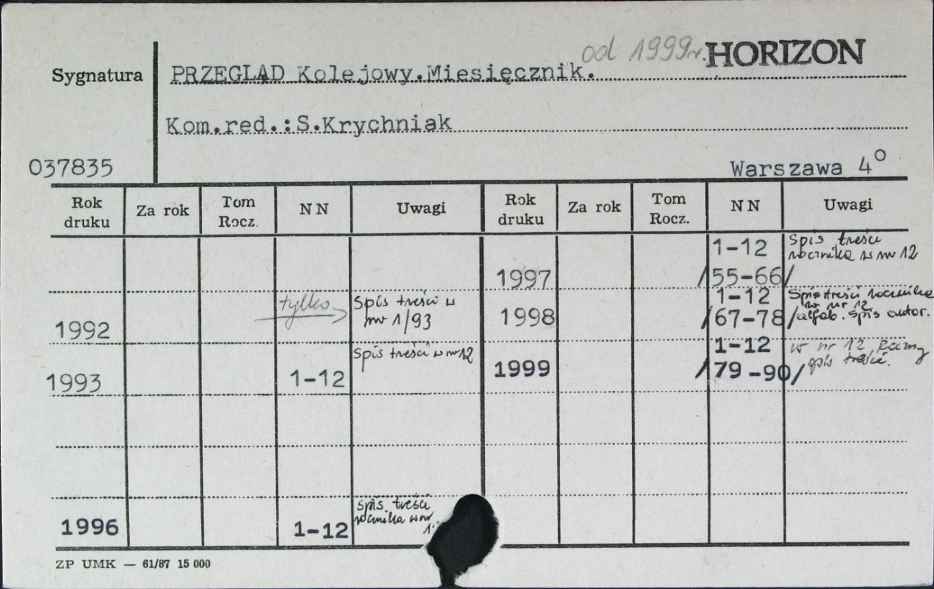 od 1999r. HORIZON
Sygnatura PRZEGLĄD Kolejowy.Miesięcznik.
Kom.red.:S.Krychniak
037835 Warszawa 4°
Rok druku Za rok Tom Rocz. NN Uwagi Rok druku Za rok Tom Rocz. NN Uwagi
1997 1-12 /55-66/ Spis treści rocznika w nr 12
1992 tylko Spis treści w nr 1/93
1998 1-12 /67-78/ Spis treści rocznika w nr 12 alfab. spis autor.
1993 1-12 Spis treści w nr 12
1999 1-12 /79-90/ w nr 12 spis treści.
1996 1-12 spis treści rocznika w nr
ZP UMK — 61/87 15 000